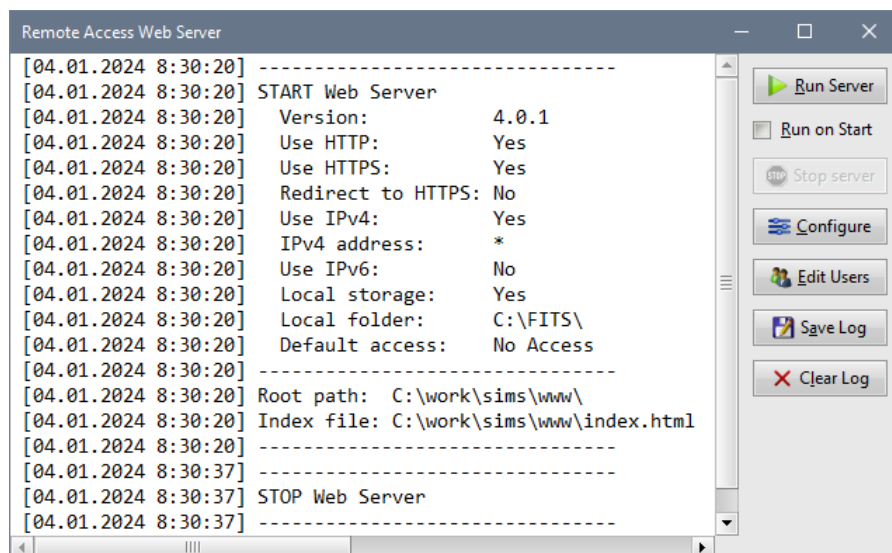 Remote Access Web Server
[04.01.2024 8:30:20] --------------------------------
[04.01.2024 8:30:20] START Web Server
[04.01.2024 8:30:20]   Version:            4.0.1
[04.01.2024 8:30:20]   Use HTTP:           Yes
[04.01.2024 8:30:20]   Use HTTPS:          Yes
[04.01.2024 8:30:20]   Redirect to HTTPS: No
[04.01.2024 8:30:20]   Use IPv4:           Yes
[04.01.2024 8:30:20]   IPv4 address:       *
[04.01.2024 8:30:20]   Use IPv6:           No
[04.01.2024 8:30:20]   Local storage:      Yes
[04.01.2024 8:30:20]   Local folder:       C:\FITS\
[04.01.2024 8:30:20]   Default access:     No Access
[04.01.2024 8:30:20] --------------------------------
[04.01.2024 8:30:20] Root path:  C:\work\sims\www\
[04.01.2024 8:30:20] Index file: C:\work\sims\www\index.html
[04.01.2024 8:30:20] --------------------------------
[04.01.2024 8:30:37] --------------------------------
[04.01.2024 8:30:37] STOP Web Server
[04.01.2024 8:30:37] --------------------------------
Run Server
Run on Start
STOP Stop server
Configure
Edit Users
Save Log
Clear Log